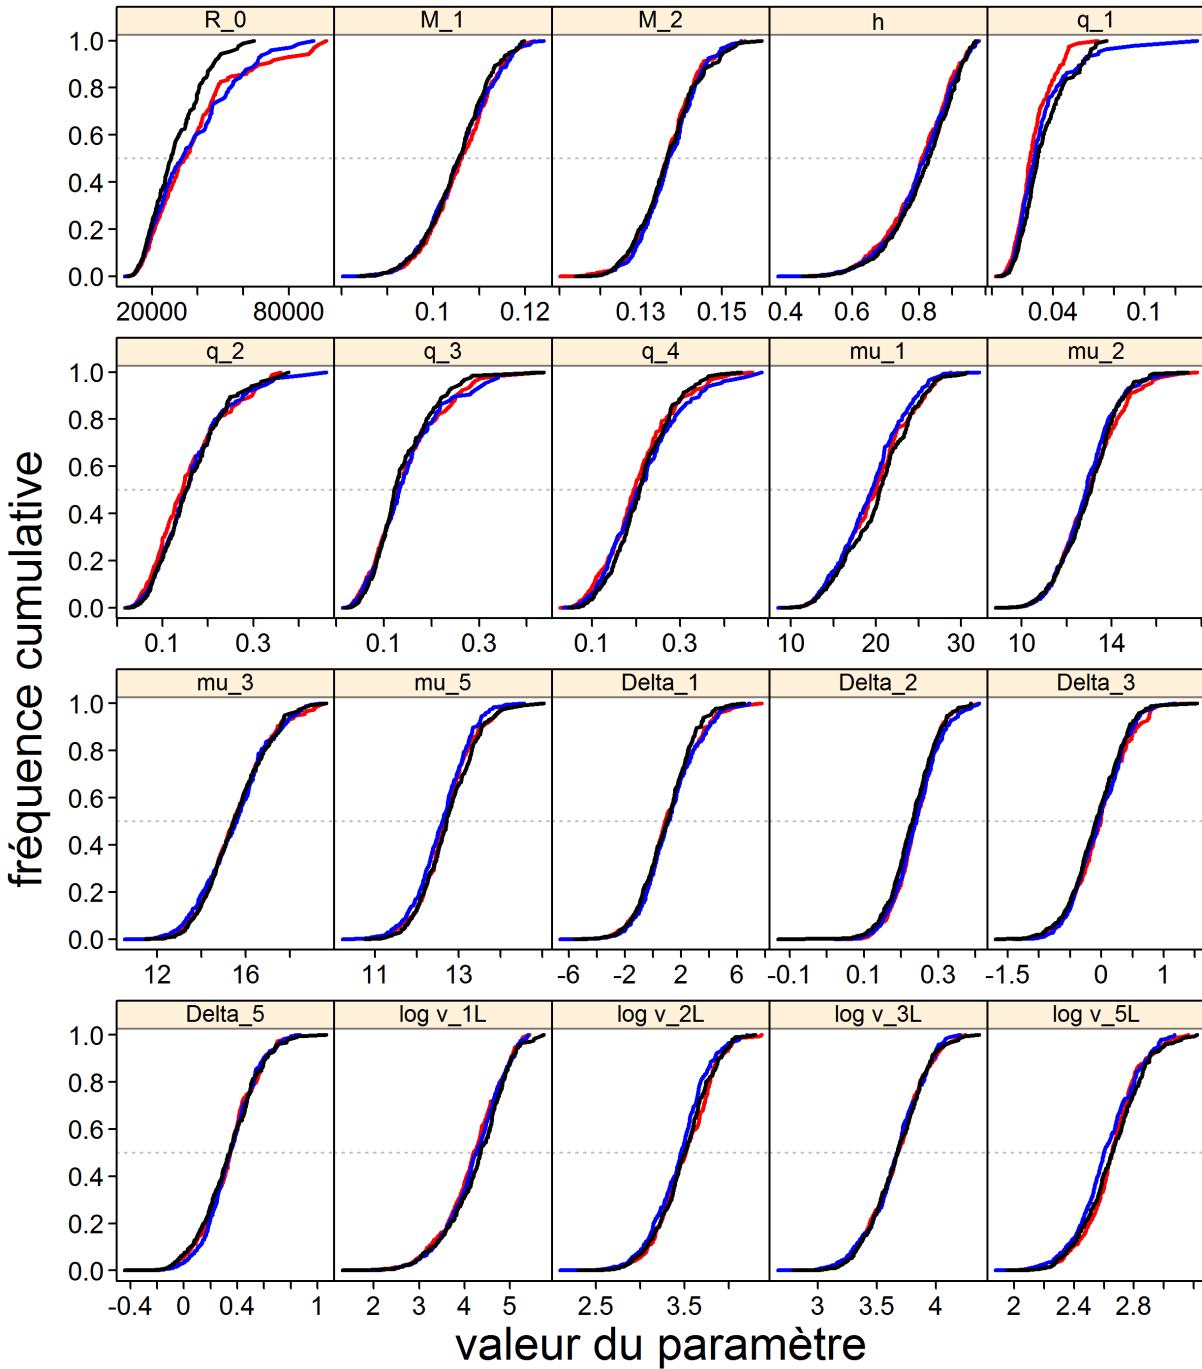 R_0 M_1 M_2 h q_1
1.0
0.8
0.6
0.4
0.2
0.0
20000 80000 0.1 0.12 0.13 0.15 0.4 0.6 0.8 0.04 0.1
q_2 q_3 q_4 mu_1 mu_2
1.0
0.8
0.6
0.4
0.2
0.0
0.1 0.3 0.1 0.3 0.1 0.3 10 20 30 10 14
mu_3 mu_5 Delta_1 Delta_2 Delta_3
1.0
0.8
0.6
0.4
0.2
0.0
12 16 11 13 -6 -2 2 6 -0.1 0.1 0.3 -1.5 0 1
Delta_5 log v_1L log v_2L log v_3L log v_5L
1.0
0.8
0.6
0.4
0.2
0.0
-0.4 0 0.4 1 2 3 4 5 2.5 3.5 3 3.5 4 2 2.4 2.8
fréquence cumulative
valeur du paramètre